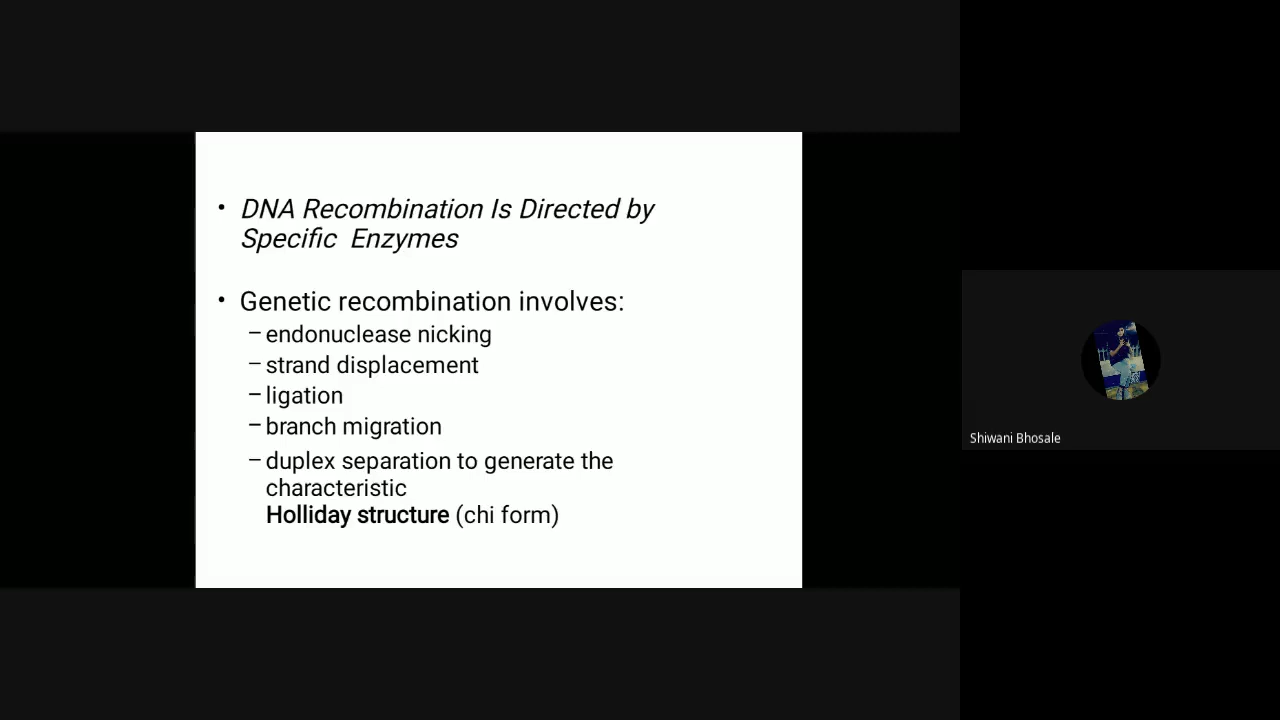 • DNA Recombination Is Directed by
Specific Enzymes
• Genetic recombination involves:
– endonuclease nicking
– strand displacement
– ligation
– branch migration
– duplex separation to generate the
characteristic
Holliday structure (chi form)
Shiwani Bhosale